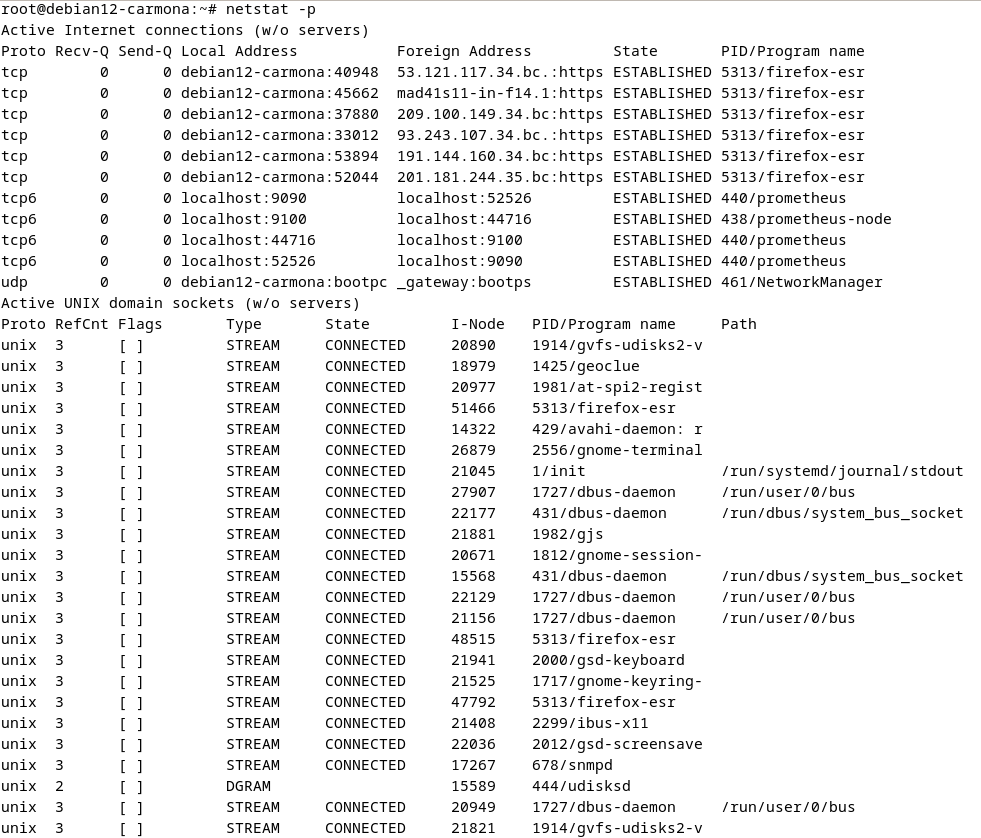 root@debian12-carmona:~# netstat -p
Active Internet connections (w/o servers)
Proto Recv-Q Send-Q Local Address           Foreign Address         State       PID/Program name
tcp        0      0 debian12-carmona:40948  53.121.117.34.bc.:https ESTABLISHED 5313/firefox-esr
tcp        0      0 debian12-carmona:45662  mad41s11-in-f14.1:https ESTABLISHED 5313/firefox-esr
tcp        0      0 debian12-carmona:37880  209.100.149.34.bc:https ESTABLISHED 5313/firefox-esr
tcp        0      0 debian12-carmona:33012  93.243.107.34.bc.:https ESTABLISHED 5313/firefox-esr
tcp        0      0 debian12-carmona:53894  191.144.160.34.bc:https ESTABLISHED 5313/firefox-esr
tcp        0      0 debian12-carmona:52044  201.181.244.35.bc:https ESTABLISHED 5313/firefox-esr
tcp6       0      0 localhost:9090          localhost:52526         ESTABLISHED 440/prometheus
tcp6       0      0 localhost:9100          localhost:44716         ESTABLISHED 438/prometheus-node
tcp6       0      0 localhost:44716         localhost:9100          ESTABLISHED 440/prometheus
tcp6       0      0 localhost:52526         localhost:9090          ESTABLISHED 440/prometheus
udp        0      0 debian12-carmona:bootpc _gateway:bootps         ESTABLISHED 461/NetworkManager
Active UNIX domain sockets (w/o servers)
Proto RefCnt Flags       Type       State         I-Node   PID/Program name     Path
unix  3      [ ]         STREAM     CONNECTED     20890    1914/gvfs-udisks2-v
unix  3      [ ]         STREAM     CONNECTED     18979    1425/geoclue
unix  3      [ ]         STREAM     CONNECTED     20977    1981/at-spi2-regist
unix  3      [ ]         STREAM     CONNECTED     51466    5313/firefox-esr
unix  3      [ ]         STREAM     CONNECTED     14322    429/avahi-daemon: r
unix  3      [ ]         STREAM     CONNECTED     26879    2556/gnome-terminal
unix  3      [ ]         STREAM     CONNECTED     21045    1/init               /run/systemd/journal/stdout
unix  3      [ ]         STREAM     CONNECTED     27907    1727/dbus-daemon     /run/user/0/bus
unix  3      [ ]         STREAM     CONNECTED     22177    431/dbus-daemon      /run/dbus/system_bus_socket
unix  3      [ ]         STREAM     CONNECTED     21881    1982/gjs
unix  3      [ ]         STREAM     CONNECTED     20671    1812/gnome-session-
unix  3      [ ]         STREAM     CONNECTED     15568    431/dbus-daemon      /run/dbus/system_bus_socket
unix  3      [ ]         STREAM     CONNECTED     22129    1727/dbus-daemon     /run/user/0/bus
unix  3      [ ]         STREAM     CONNECTED     21156    1727/dbus-daemon     /run/user/0/bus
unix  3      [ ]         STREAM     CONNECTED     48515    5313/firefox-esr
unix  3      [ ]         STREAM     CONNECTED     21941    2000/gsd-keyboard
unix  3      [ ]         STREAM     CONNECTED     21525    1717/gnome-keyring-
unix  3      [ ]         STREAM     CONNECTED     47792    5313/firefox-esr
unix  3      [ ]         STREAM     CONNECTED     21408    2299/ibus-x11
unix  3      [ ]         STREAM     CONNECTED     22036    2012/gsd-screensave
unix  3      [ ]         STREAM     CONNECTED     17267    678/snmpd
unix  2      [ ]         DGRAM                    15589    444/udisksd
unix  3      [ ]         STREAM     CONNECTED     20949    1727/dbus-daemon     /run/user/0/bus
unix  3      [ ]         STREAM     CONNECTED     21821    1914/gvfs-udisks2-v